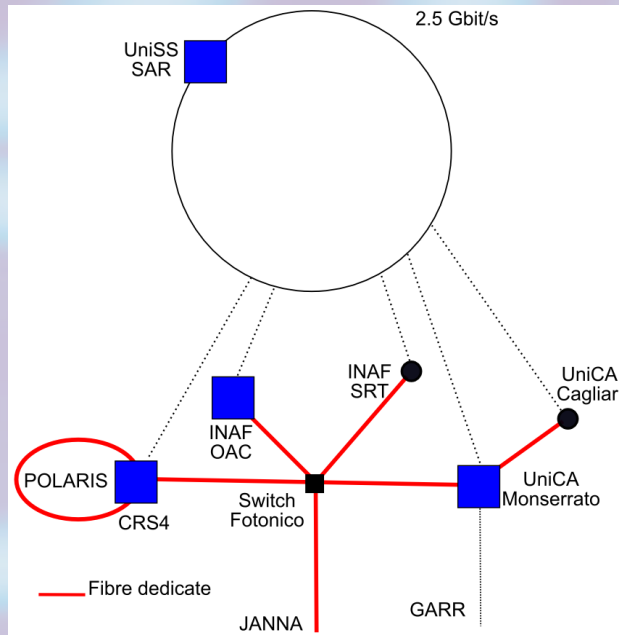 2.5 Gbit/s
UniSS
SAR
INAF
SRT
UniCA
Cagliari
INAF
OAC
POLARIS
CRS4
Switch
Fotonico
UniCA
Monserrato
Fibre dedicate
JANNA
GARR